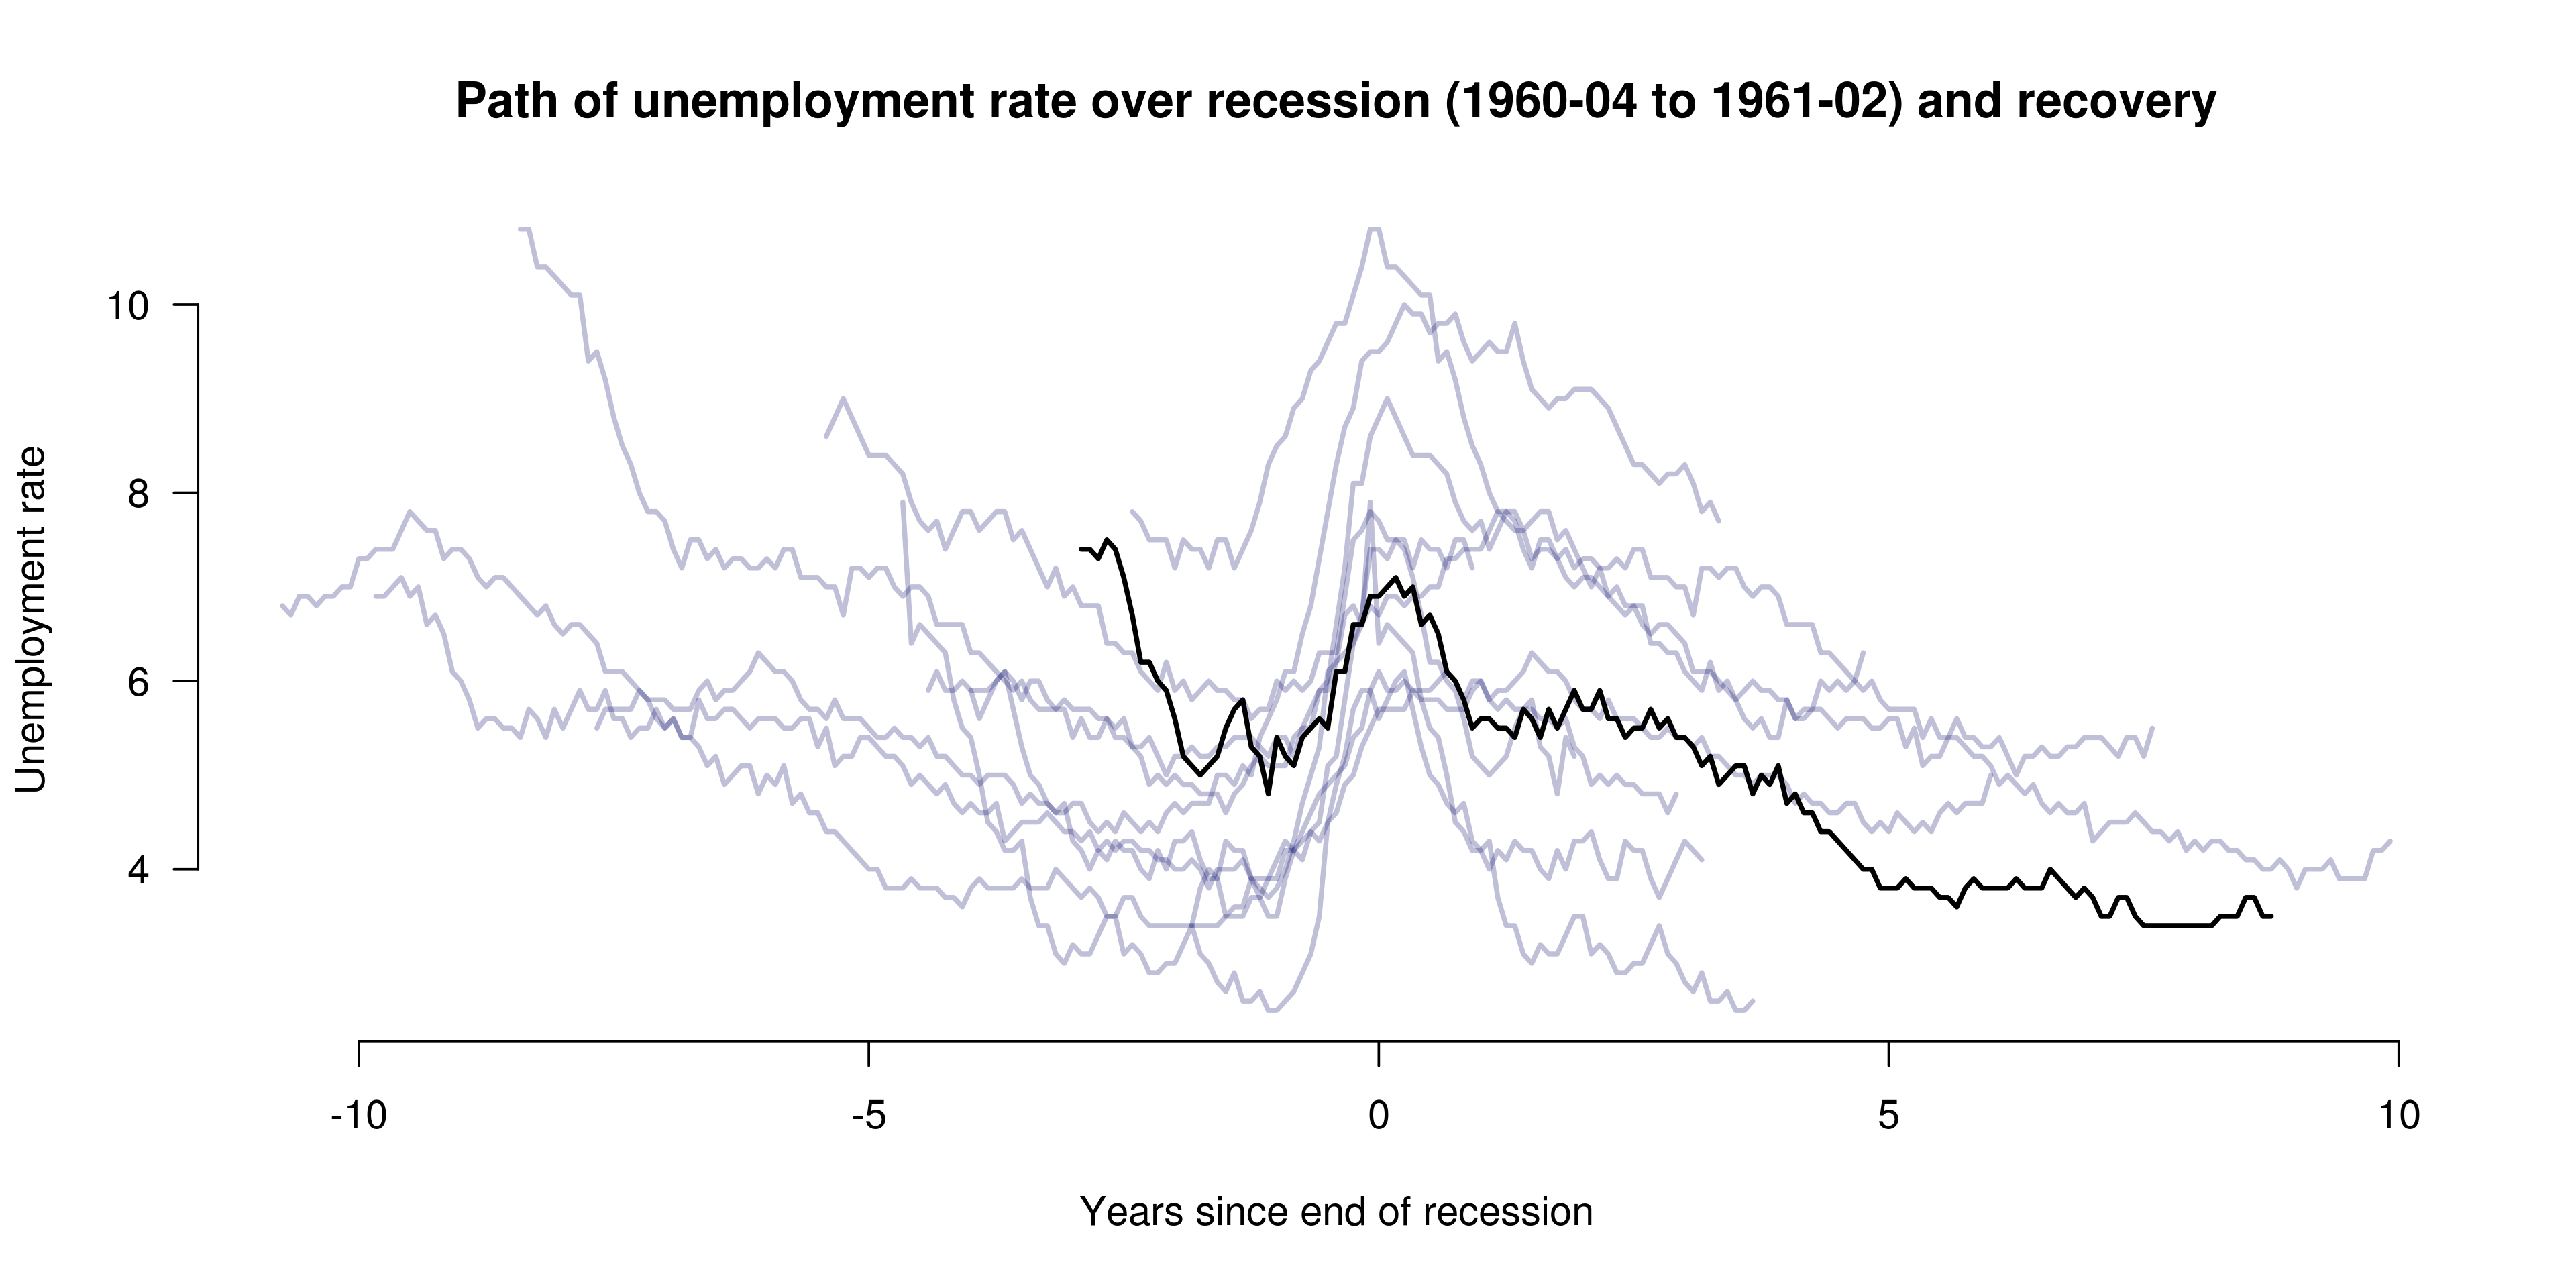 Path of unemployment rate over recession (1960-04 to 1961-02) and recovery
10
8
6
4
Unemployment rate
-10 -5 0 5 10
Years since end of recession